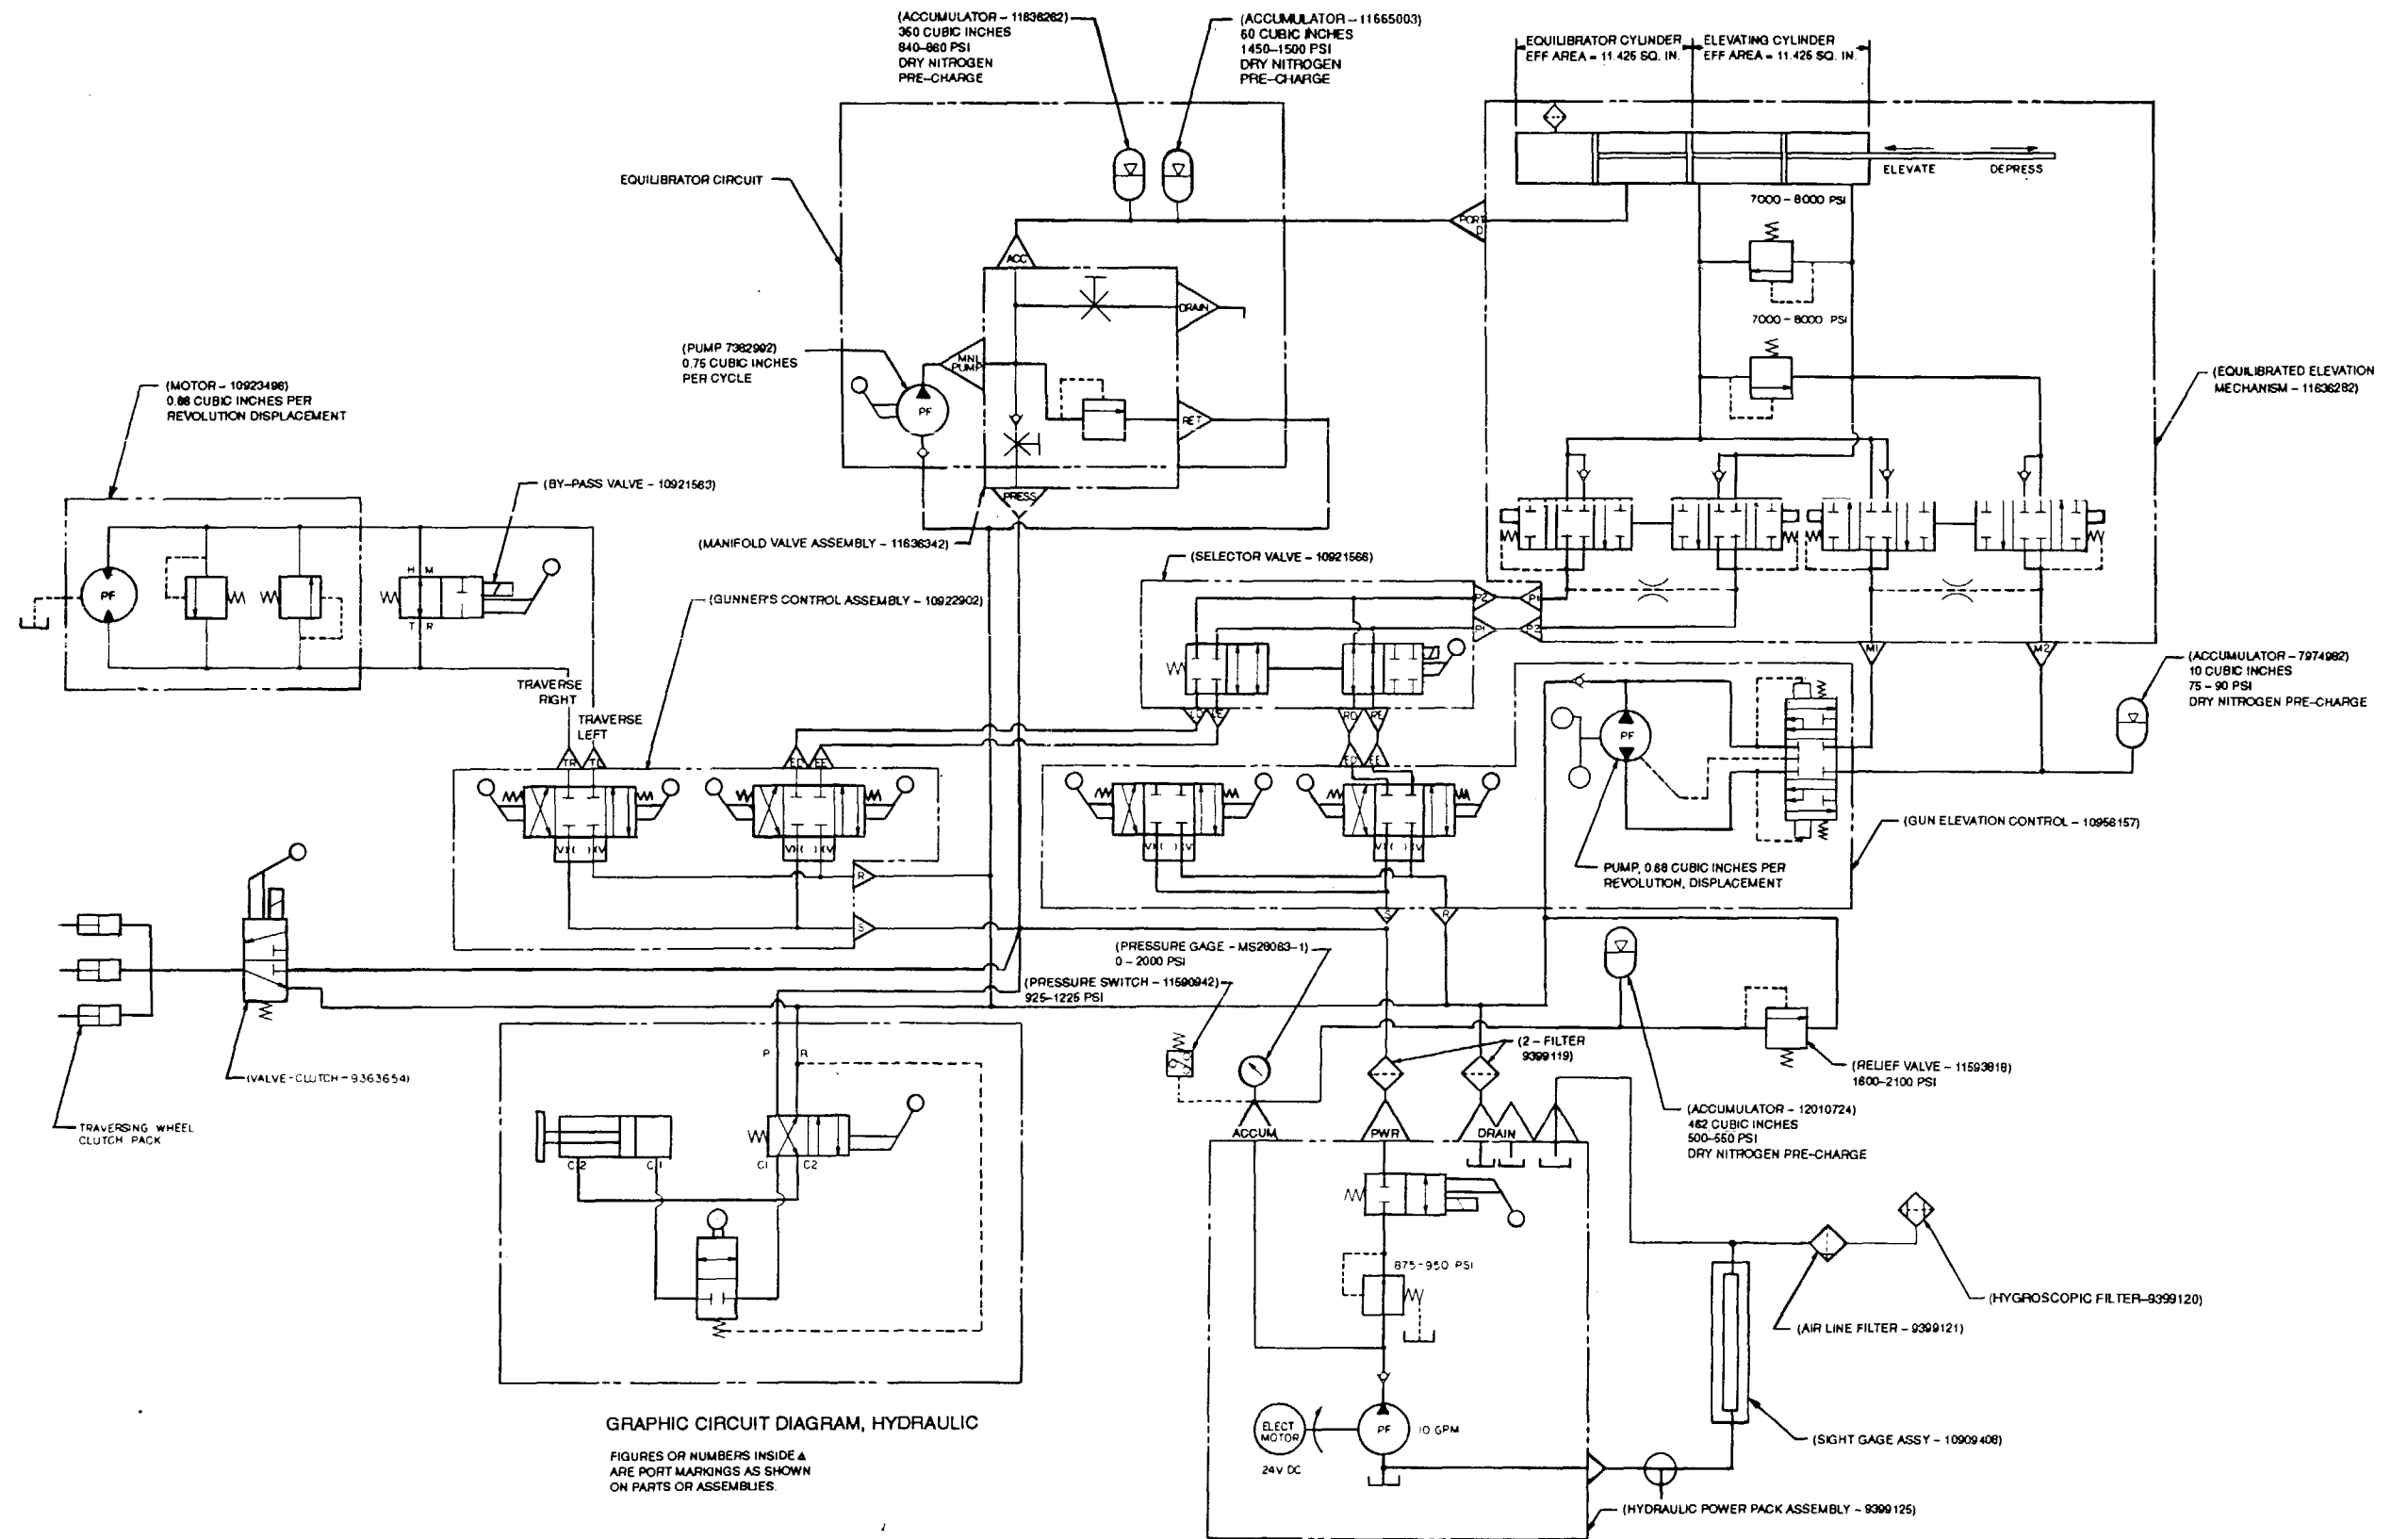 (ACCUMULATOR - 11636262)
350 CUBIC INCHES
840-860 PSI
DRY NITROGEN
PRE-CHARGE
(ACCUMULATOR - 11665003)
60 CUBIC INCHES
1450-1500 PSI
DRY NITROGEN
PRE-CHARGE
EQUILIBRATOR CYLINDER
EFF AREA = 11.425 SQ. IN.
ELEVATING CYLINDER
EFF AREA = 11.425 SQ. IN.
ELEVATE
DEPRESS
EQUILIBRATOR CIRCUIT
7000 - 8000 PSI
PORT
D
ACC
DRAIN
7000 - 8000 PSI
(PUMP 7362992)
0.75 CUBIC INCHES
PER CYCLE
MNL
PUMP
PF
RET
PRESS
(EQUILIBRATED ELEVATION
MECHANISM - 11636282)
(MOTOR - 10923496)
0.88 CUBIC INCHES PER
REVOLUTION DISPLACEMENT
(BY-PASS VALVE - 10921563)
(MANIFOLD VALVE ASSEMBLY - 11636342)
(SELECTOR VALVE - 10921566)
H M
PF
T R
(GUNNER'S CONTROL ASSEMBLY - 10922902)
P2 P1
P1 P2
M1
M2
TRAVERSE
RIGHT
TRAVERSE
LEFT
(ACCUMULATOR - 7974982)
10 CUBIC INCHES
75 - 90 PSI
DRY NITROGEN PRE-CHARGE
LD LE
RD RE
TR TL
ED EE
ED EE
PF
(GUN ELEVATION CONTROL - 10956157)
PUMP, 0.88 CUBIC INCHES PER
REVOLUTION, DISPLACEMENT
R
S
S
R
(PRESSURE GAGE - MS28063-1)
0 - 2000 PSI
(PRESSURE SWITCH - 11590942)
925-1225 PSI
(2 - FILTER
9399119)
(RELIEF VALVE - 11593818)
1600-2100 PSI
(VALVE-CLUTCH-9363654)
P R
TRAVERSING WHEEL
CLUTCH PACK
(ACCUMULATOR - 12010724)
462 CUBIC INCHES
500-550 PSI
DRY NITROGEN PRE-CHARGE
ACCUM
PWR
DRAIN
C2
C1
C1
C2
875-950 PSI
(HYGROSCOPIC FILTER-9399120)
(AIR LINE FILTER - 9399121)
GRAPHIC CIRCUIT DIAGRAM, HYDRAULIC
FIGURES OR NUMBERS INSIDE Δ
ARE PORT MARKINGS AS SHOWN
ON PARTS OR ASSEMBLIES.
ELECT
MOTOR
24V DC
PF
10 GPM
(SIGHT GAGE ASSY - 10909408)
(HYDRAULIC POWER PACK ASSEMBLY - 9399125)